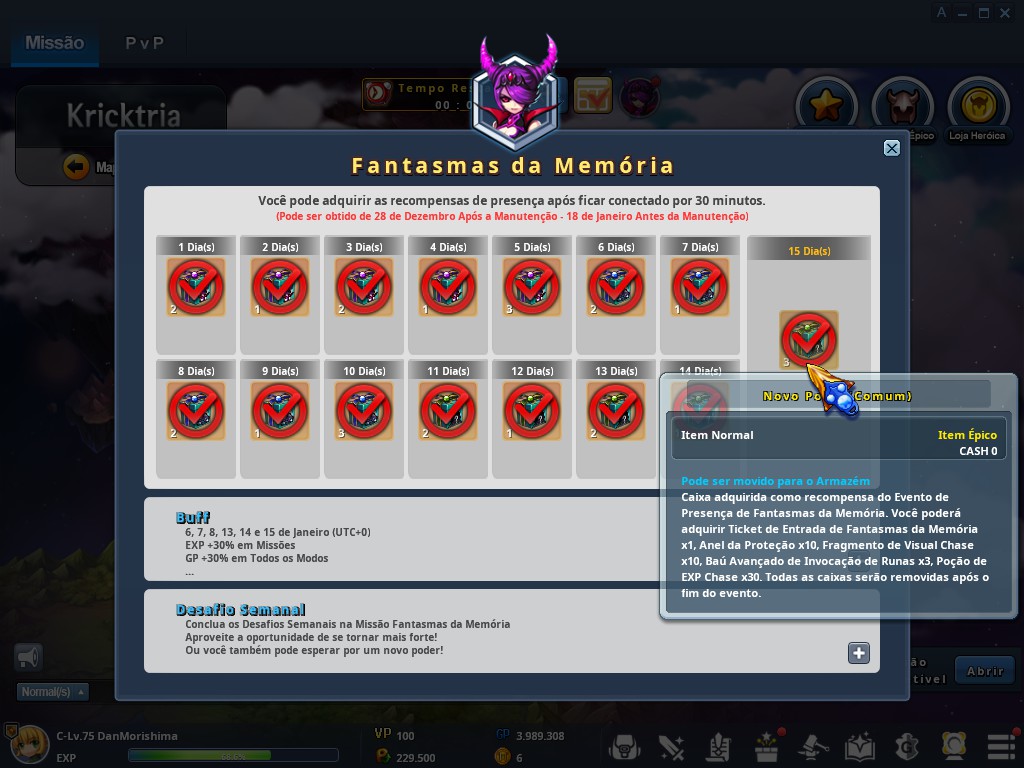 A
Missão
P v P
Kricktria
Tempo Re
00 : 0
Épico
Loja Heróica
Map
Fantasmas da Memória
Você pode adquirir as recompensas de presença após ficar conectado por 30 minutos.
(Pode ser obtido de 28 de Dezembro Após a Manutenção - 18 de Janeiro Antes da Manutenção)
1 Dia(s) 2 Dia(s) 3 Dia(s) 4 Dia(s) 5 Dia(s) 6 Dia(s) 7 Dia(s) 15 Dia(s)
2 1 2 1 3 2 1
3
8 Dia(s) 9 Dia(s) 10 Dia(s) 11 Dia(s) 12 Dia(s) 13 Dia(s) 14 Dia(s)
2 1 3 2 1 2
Novo Po Comum)
Item Normal Item Épico
CASH 0
Pode ser movido para o Armazém
Caixa adquirida como recompensa do Evento de
Presença de Fantasmas da Memória. Você poderá
adquirir Ticket de Entrada de Fantasmas da Memória
x1, Anel da Proteção x10, Fragmento de Visual Chase
x10, Baú Avançado de Invocação de Runas x3, Poção de
EXP Chase x30. Todas as caixas serão removidas após o
fim do evento.
Buff
6, 7, 8, 13, 14 e 15 de Janeiro (UTC+0)
EXP +30% em Missões
GP +30% em Todos os Modos
...
Desafio Semanal
Conclua os Desafios Semanais na Missão Fantasmas da Memória
Aproveite a oportunidade de se tornar mais forte!
Ou você também pode esperar por um novo poder!
Normal(/s)
ão
tivel
Abrir
C-Lv.75 DanMorishima
EXP
VP 100
229.500
GP 3.989.308
6